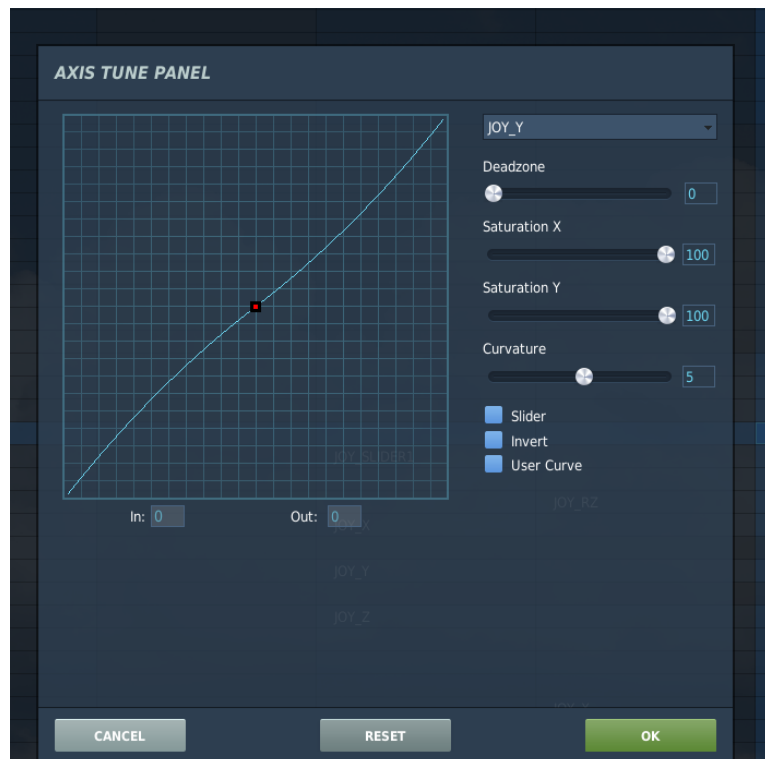 AXIS TUNE PANEL
JOY_Y
Deadzone
0
Saturation X
100
Saturation Y
100
Curvature
5
Slider
Invert
User Curve
JOY_SLIDER1
JOY_RZ
In: 0
Out: 0
JOY_X
JOY_Y
JOY_Z
CANCEL
RESET
OK